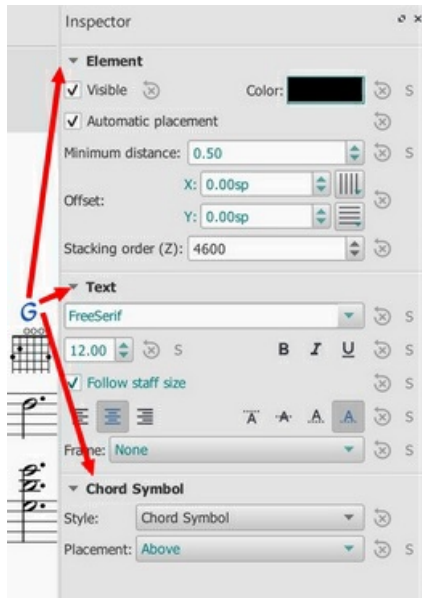 Inspector
Element
Visible Color: S
Automatic placement
Minimum distance: 0.50 S
X: 0.00sp
Offset:
Y: 0.00sp
Stacking order (Z): 4600
G
Text
FreeSerif S
12.00 S B I U S
Follow staff size S
A A A A S
Frame: None S
Chord Symbol
Style: Chord Symbol
Placement: Above S